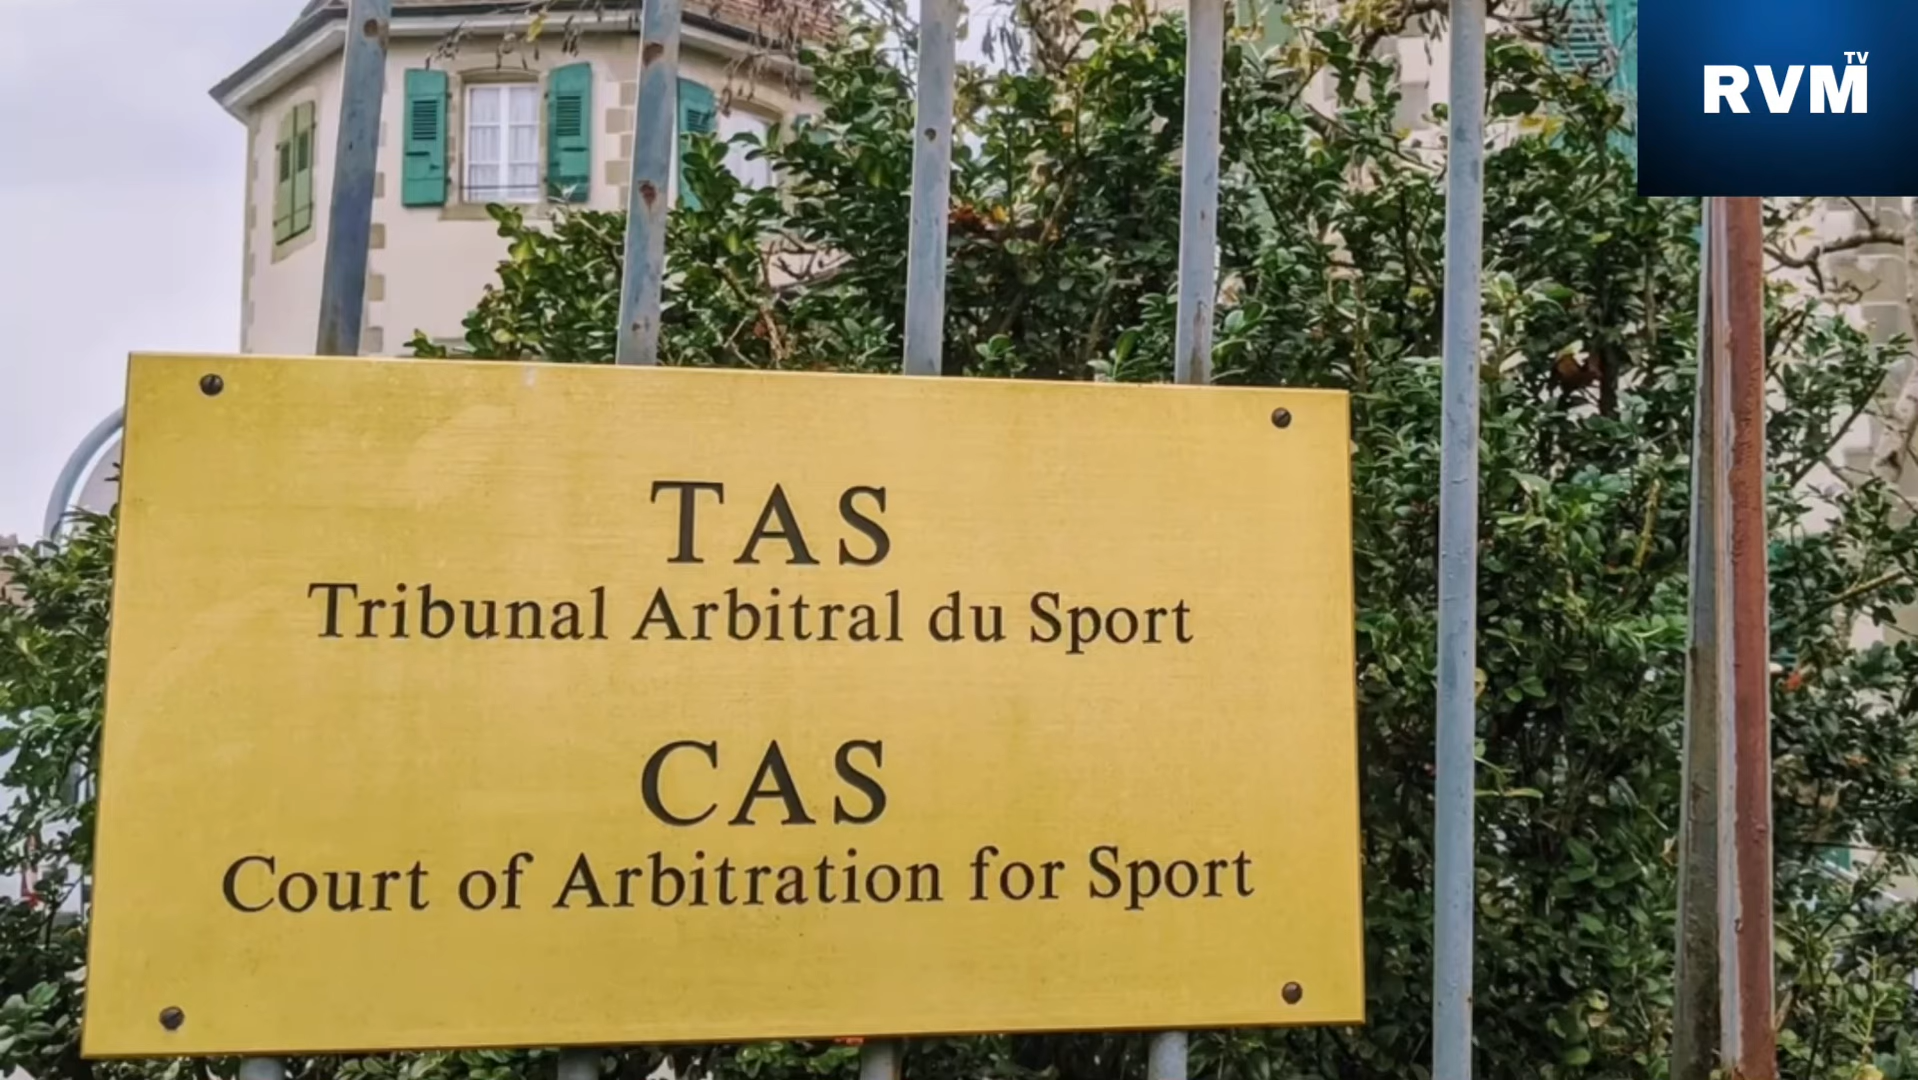 RVM TV
TAS
Tribunal Arbitral du Sport
CAS
Court of Arbitration for Sport